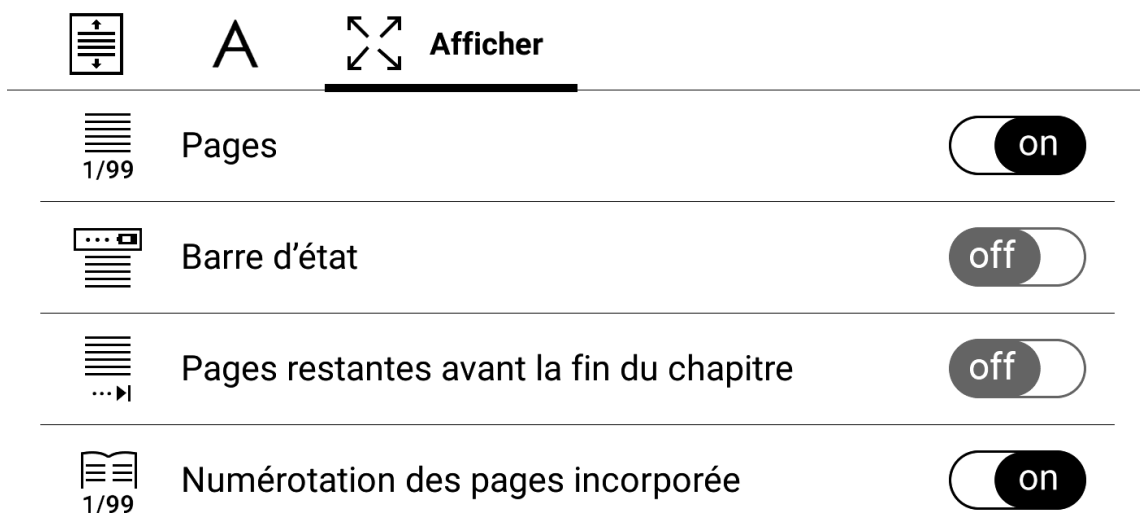 A Afficher
Pages on
1/99
Barre d’état off
Pages restantes avant la fin du chapitre off
Numérotation des pages incorporée on
1/99